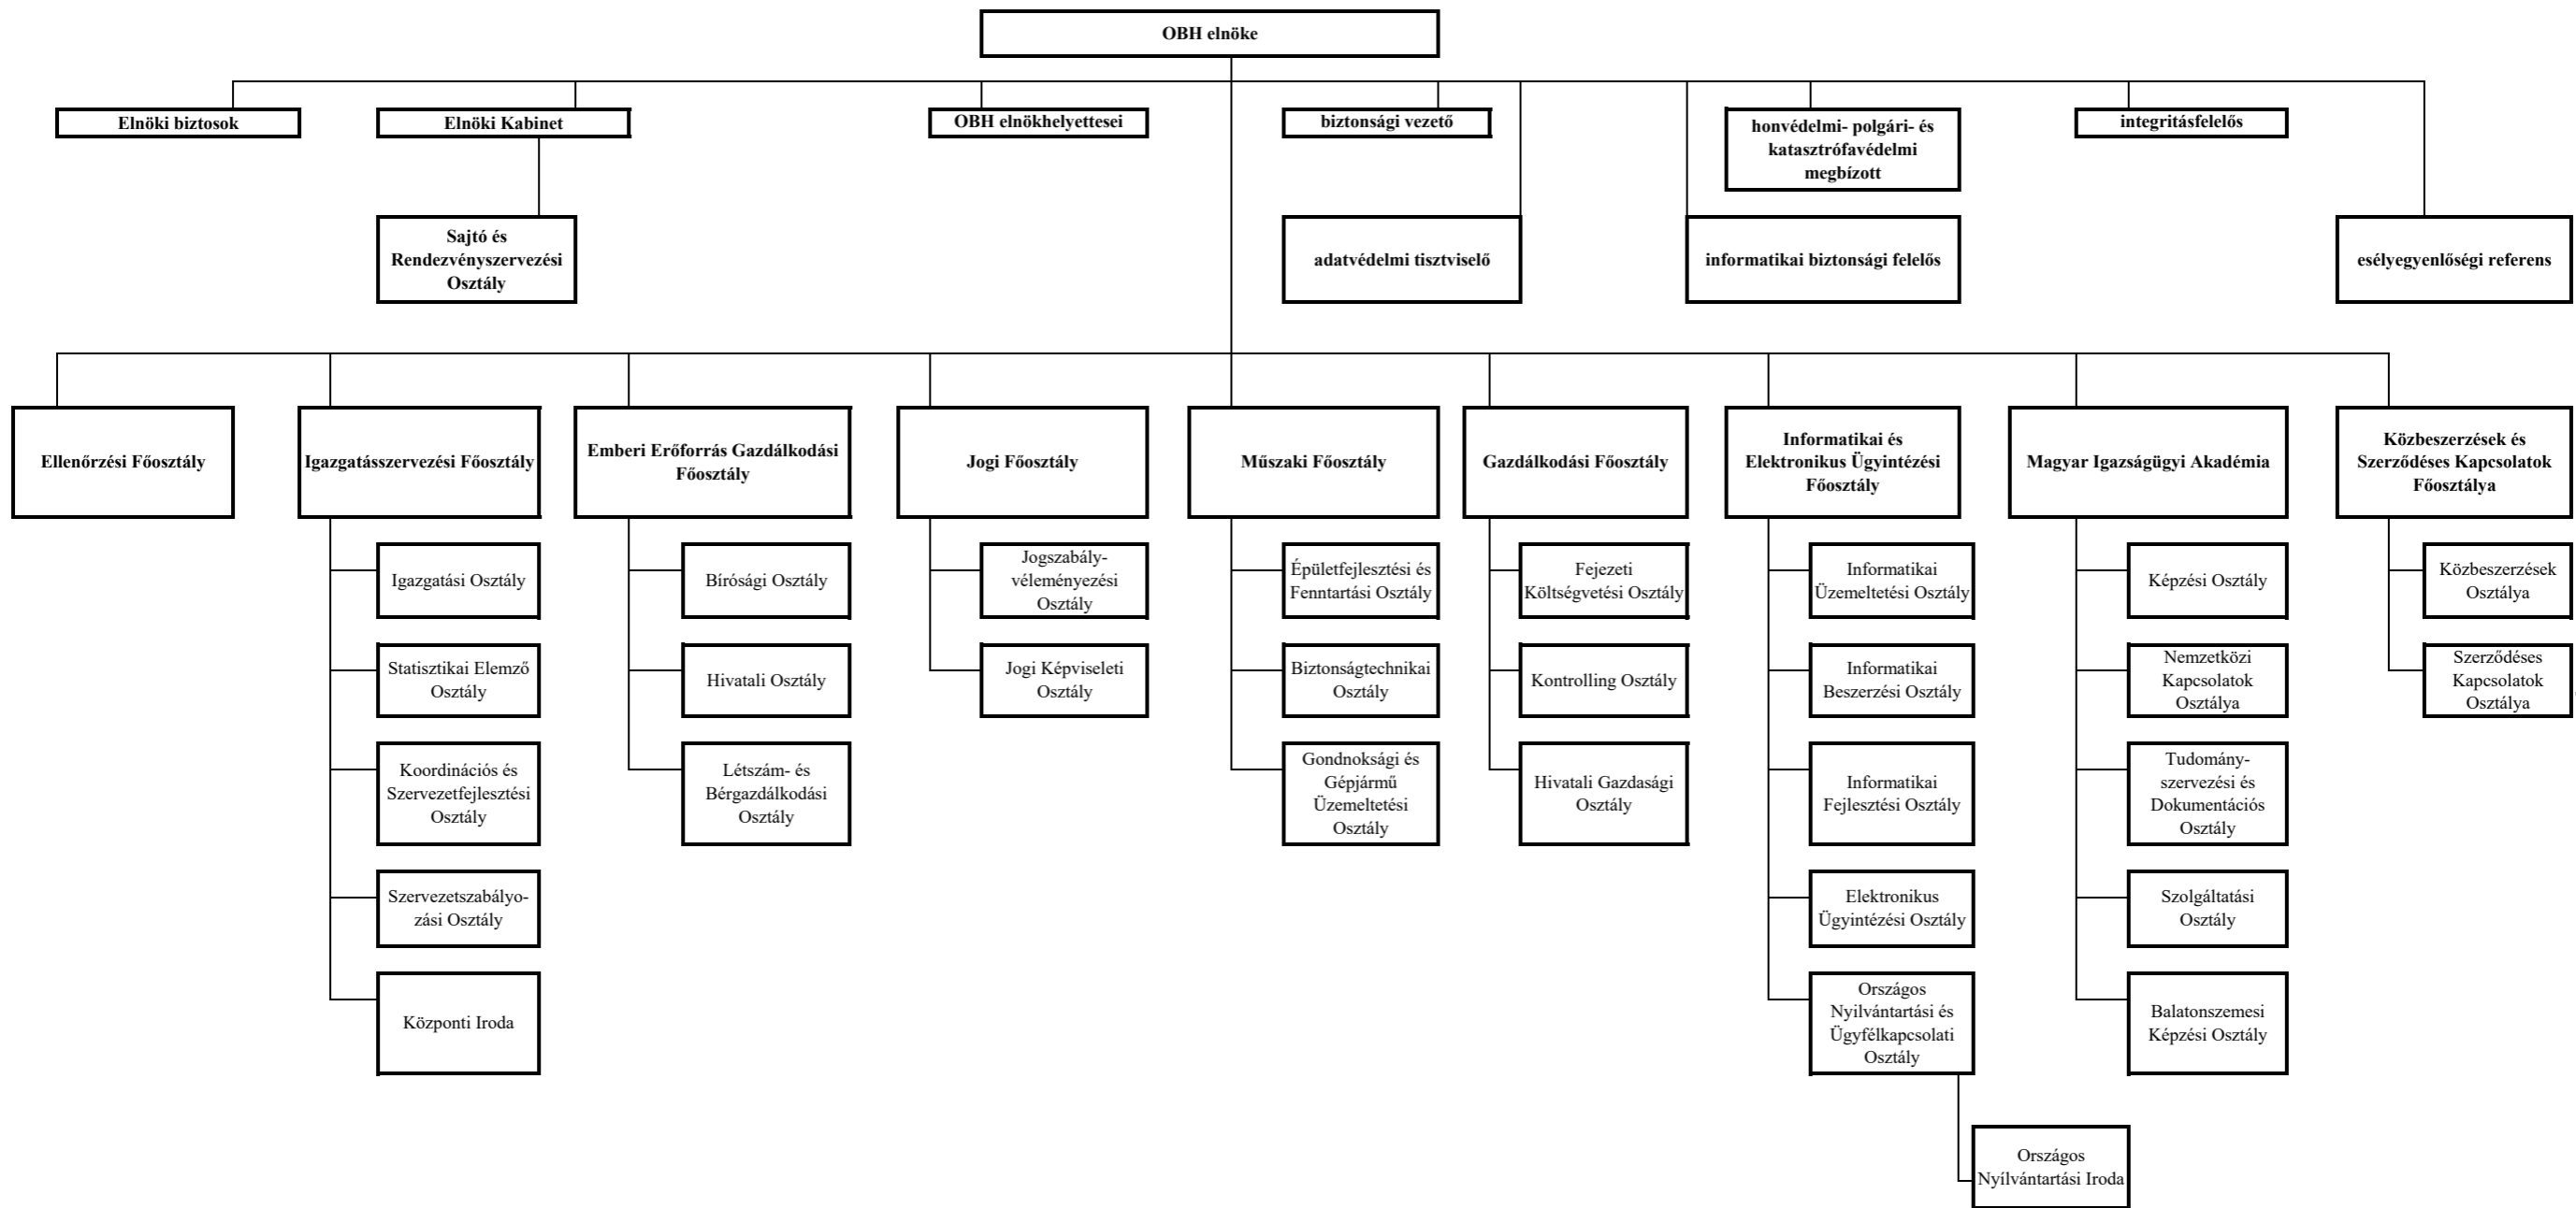 OBH elnöke
Elnöki biztosok
Elnöki Kabinet
OBH elnökhelyettesei
biztonsági vezető
honvédelmi- polgári- és
katasztrófavédelmi
megbízott
integritásfelelős
Sajtó és
Rendezvényszervezési
Osztály
adatvédelmi tisztviselő
informatikai biztonsági felelős
esélyegyenlőségi referens
Ellenőrzési Főosztály
Igazgatásszervezési Főosztály
Emberi Erőforrás Gazdálkodási
Főosztály
Jogi Főosztály
Műszaki Főosztály
Gazdálkodási Főosztály
Informatikai és
Elektronikus Ügyintézési
Főosztály
Magyar Igazságügyi Akadémia
Közbeszerzések és
Szerződéses Kapcsolatok
Főosztálya
Igazgatási Osztály
Bírósági Osztály
Jogszabály-
véleményezési
Osztály
Épületfejlesztési és
Fenntartási Osztály
Fejezeti
Költségvetési Osztály
Informatikai
Üzemeltetési Osztály
Képzési Osztály
Közbeszerzések
Osztálya
Statisztikai Elemző
Osztály
Hivatali Osztály
Jogi Képviseleti
Osztály
Biztonságtechnikai
Osztály
Kontrolling Osztály
Informatikai
Beszerzési Osztály
Nemzetközi
Kapcsolatok
Osztálya
Szerződéses
Kapcsolatok
Osztálya
Koordinációs és
Szervezetfejlesztési
Osztály
Létszám- és
Bérgazdálkodási
Osztály
Gondnoksági és
Gépjármű
Üzemeltetési
Osztály
Hivatali Gazdasági
Osztály
Informatikai
Fejlesztési Osztály
Tudomány-
szervezési és
Dokumentációs
Osztály
Szervezetszabályo-
zási Osztály
Elektronikus
Ügyintézési Osztály
Szolgáltatási
Osztály
Központi Iroda
Országos
Nyilvántartási és
Ügyfélkapcsolati
Osztály
Balatonszemesi
Képzési Osztály
Országos
Nyílvántartási Iroda